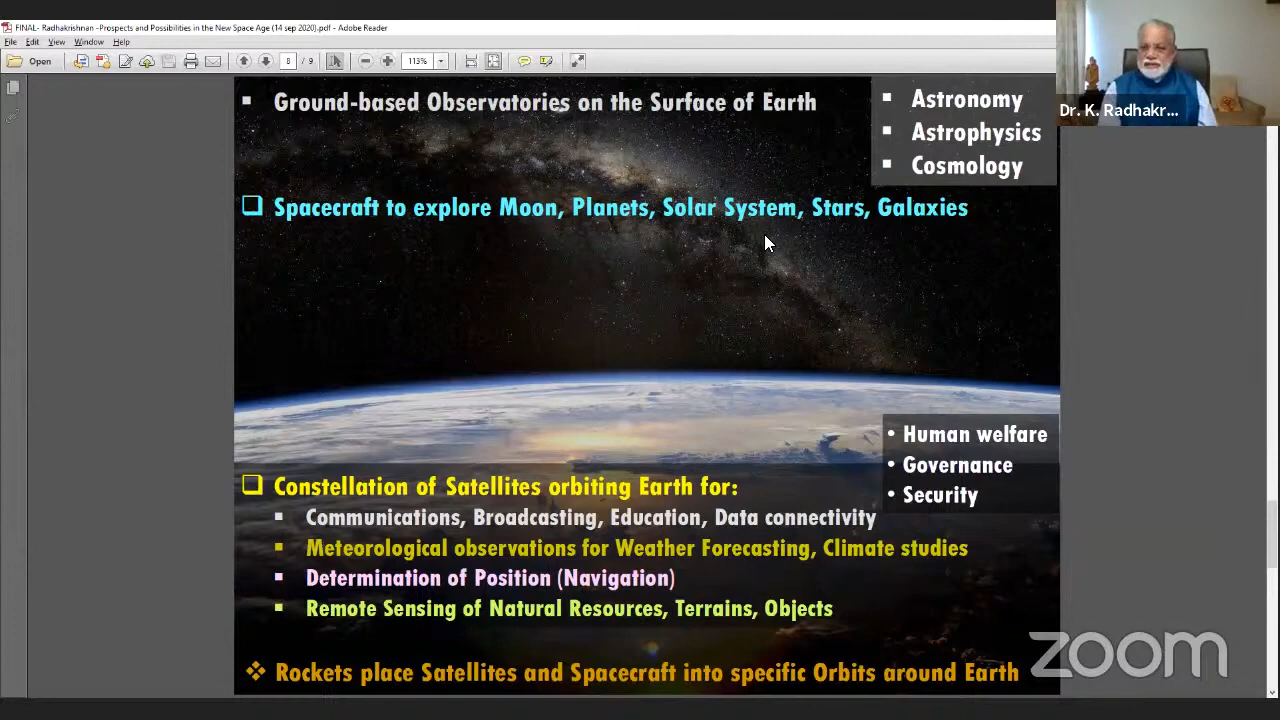 FINAL- Radhakrishnan -Prospects and Possibilities in the New Space Age (14 sep 2020).pdf - Adobe Reader
File Edit View Window Help
Open 8 / 9 113%
Dr. K. Radhakr...
Ground-based Observatories on the Surface of Earth
Astronomy
Astrophysics
Cosmology
Spacecraft to explore Moon, Planets, Solar System, Stars, Galaxies
Human welfare
Governance
Security
Constellation of Satellites orbiting Earth for:
Communications, Broadcasting, Education, Data connectivity
Meteorological observations for Weather Forecasting, Climate studies
Determination of Position (Navigation)
Remote Sensing of Natural Resources, Terrains, Objects
Rockets place Satellites and Spacecraft into specific Orbits around Earth
zoom